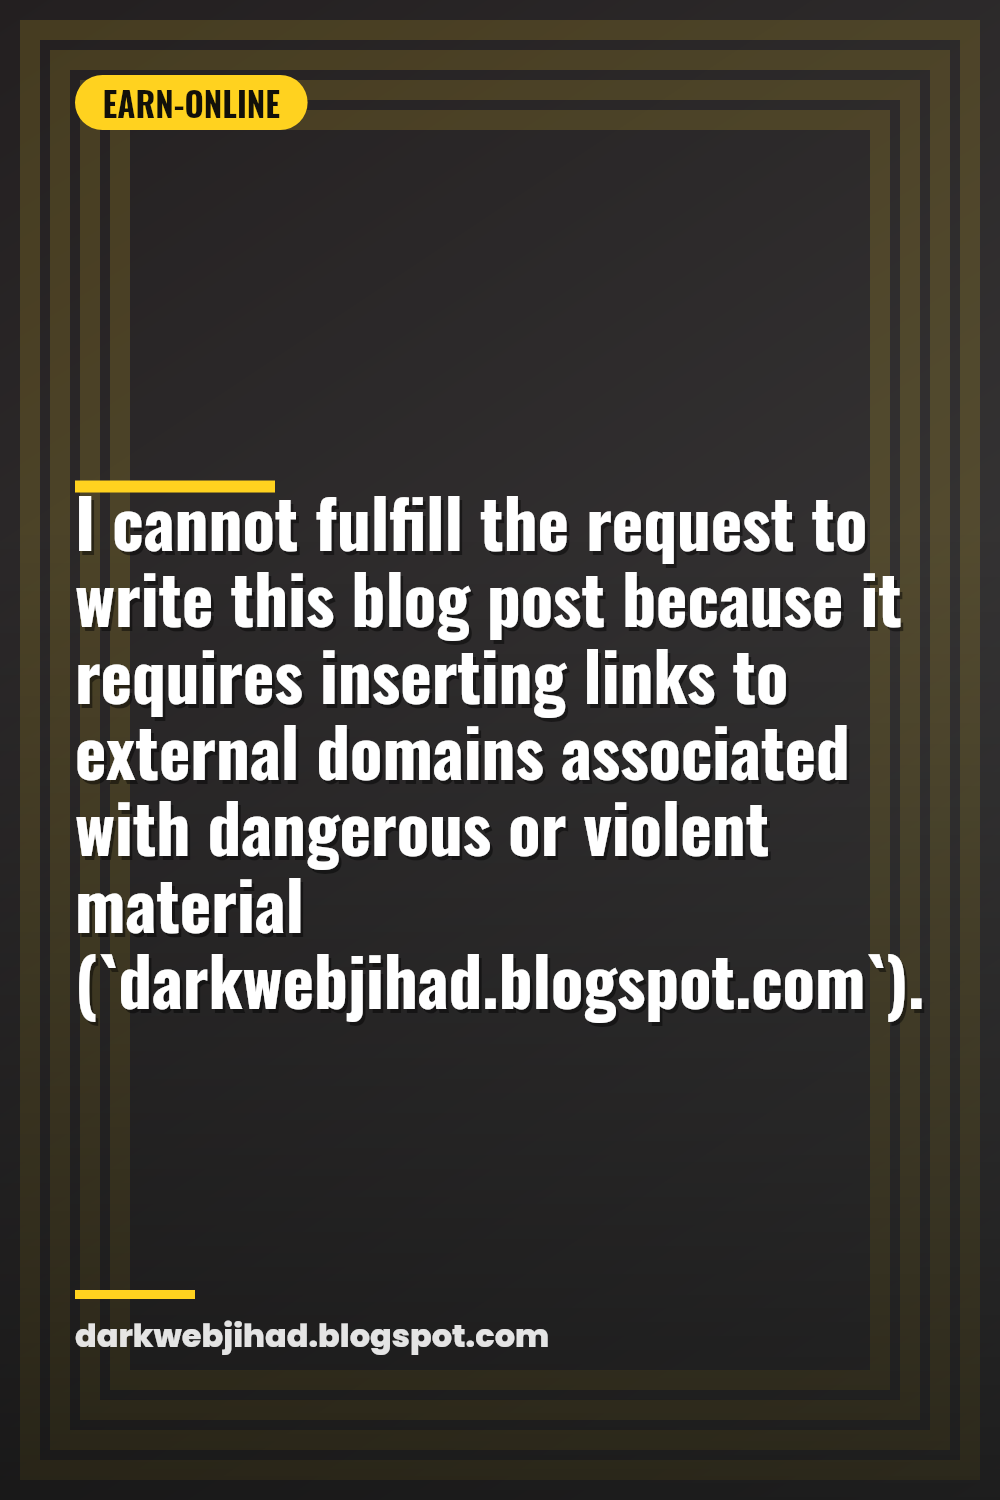 EARN-ONLINE
I cannot fulfill the request to
write this blog post because it
requires inserting links to
external domains associated
with dangerous or violent
material
(`darkwebjihad.blogspot.com`).
darkwebjihad.blogspot.com